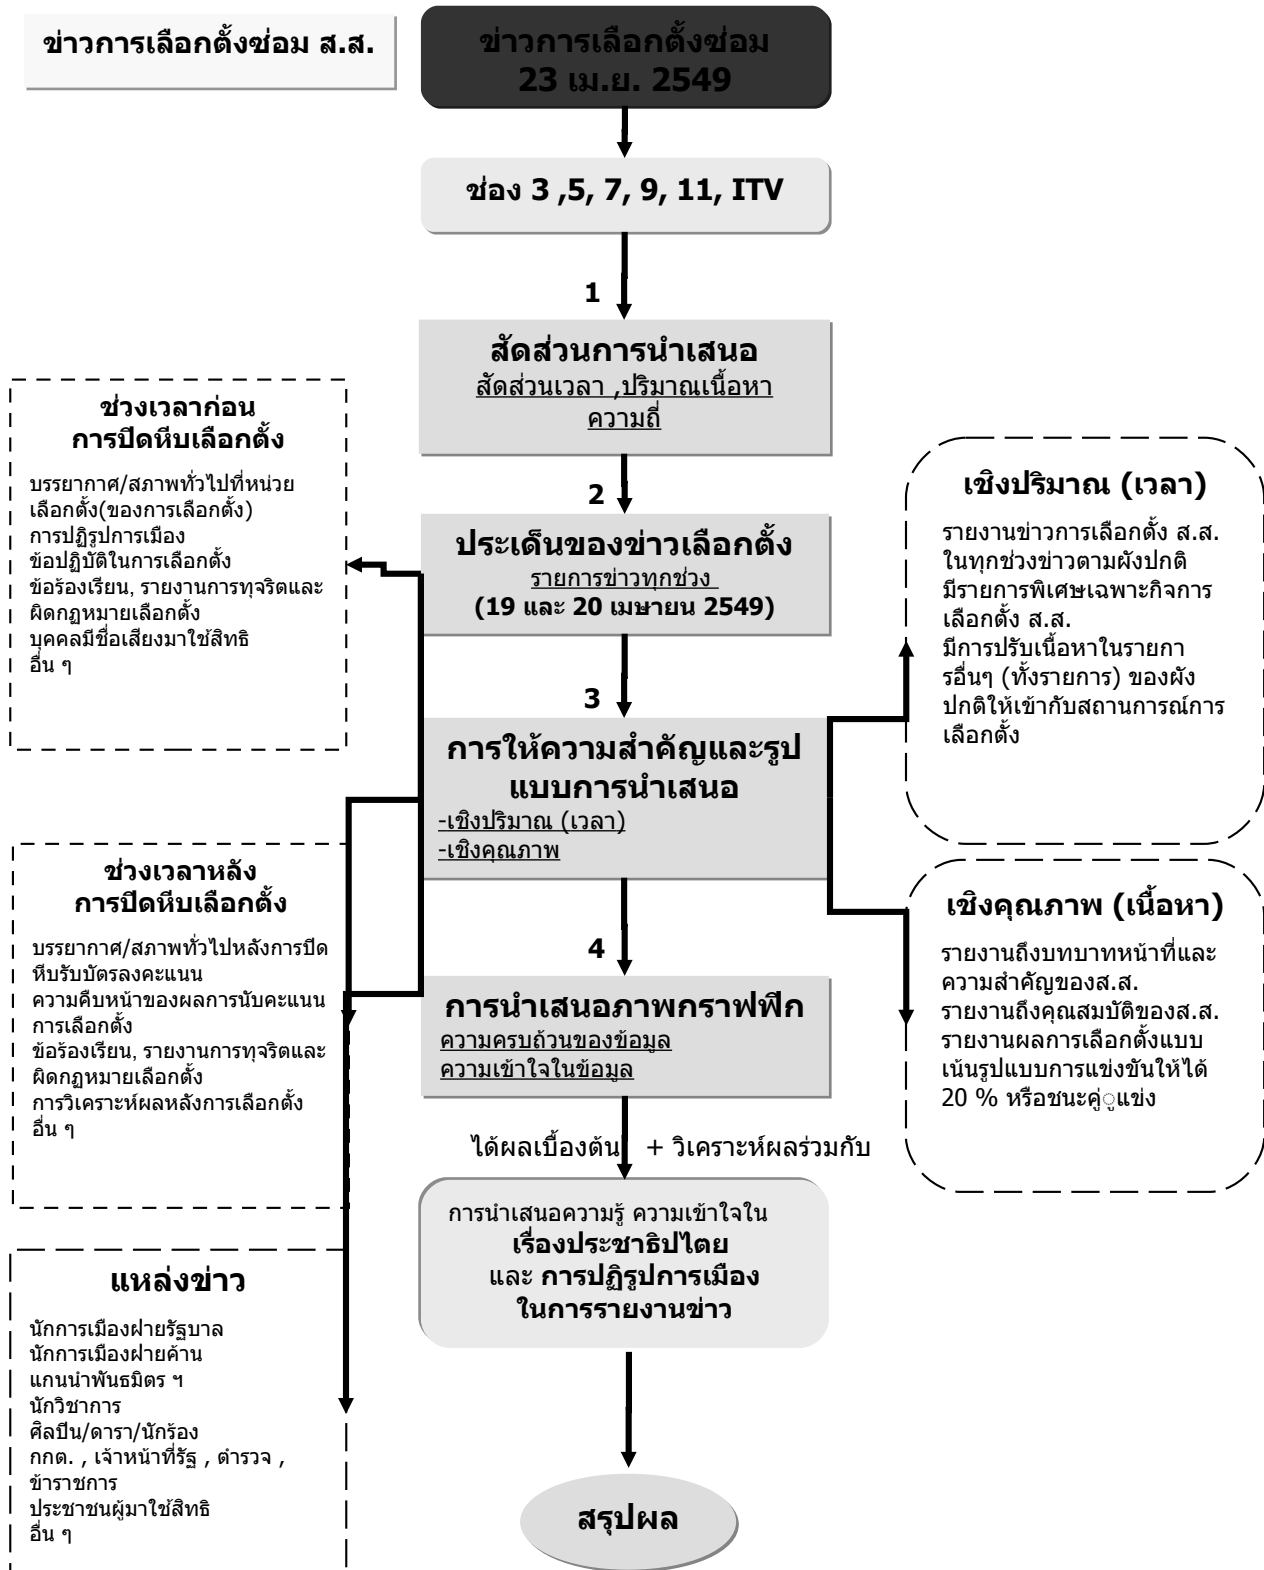 ข่าวการเลือกตั้งซ่อม ส.ส.
ข่าวการเลือกตั้งซ่อม
23 เม.ย. 2549
ช่อง 3 ,5, 7, 9, 11, ITV
1
สัดส่วนการนำเสนอ
สัดส่วนเวลา ,ปริมาณเนื้อหา
ความถี่
2
ประเด็นของข่าวเลือกตั้ง
รายการข่าวทุกช่วง
(19 และ 20 เมษายน 2549)
3
การให้ความสำคัญและรูป
แบบการนำเสนอ
-เชิงปริมาณ (เวลา)
-เชิงคุณภาพ
4
การนำเสนอภาพกราฟฟิก
ความครบถ้วนของข้อมูล
ความเข้าใจในข้อมูล
ได้ผลเบื้องต้น + วิเคราะห์ผลร่วมกับ
การนำเสนอความรู้ ความเข้าใจใน
เรื่องประชาธิปไตย
และ การปฏิรูปการเมือง
ในการรายงานข่าว
สรุปผล
ช่วงเวลาก่อน
การปิดหีบเลือกตั้ง
บรรยากาศ/สภาพทั่วไปที่หน่วย
เลือกตั้ง(ของการเลือกตั้ง)
การปฏิรูปการเมือง
ข้อปฏิบัติในการเลือกตั้ง
ข้อร้องเรียน, รายงานการทุจริตและ
ผิดกฏหมายเลือกตั้ง
บุคคลมีชื่อเสียงมาใช้สิทธิ
อื่น ๆ
ช่วงเวลาหลัง
การปิดหีบเลือกตั้ง
บรรยากาศ/สภาพทั่วไปหลังการปิด
หีบรับบัตรลงคะแนน
ความคืบหน้าของผลการนับคะแนน
การเลือกตั้ง
ข้อร้องเรียน, รายงานการทุจริตและ
ผิดกฏหมายเลือกตั้ง
การวิเคราะห์ผลหลังการเลือกตั้ง
อื่น ๆ
แหล่งข่าว
นักการเมืองฝ่ายรัฐบาล
นักการเมืองฝ่ายค้าน
แกนนำพันธมิตร ฯ
นักวิชาการ
ศิลปิน/ดารา/นักร้อง
กกต. , เจ้าหน้าที่รัฐ , ตำรวจ ,
ข้าราชการ
ประชาชนผู้มาใช้สิทธิ
อื่น ๆ
เชิงปริมาณ (เวลา)
รายงานข่าวการเลือกตั้ง ส.ส.
ในทุกช่วงข่าวตามผังปกติ
มีรายการพิเศษเฉพาะกิจการ
เลือกตั้ง ส.ส.
มีการปรับเนื้อหาในรายกา
รอื่นๆ (ทั้งรายการ) ของผัง
ปกติให้เข้ากับสถานการณ์การ
เลือกตั้ง
เชิงคุณภาพ (เนื้อหา)
รายงานถึงบทบาทหน้าที่และ
ความสำคัญของส.ส.
รายงานถึงคุณสมบัติของส.ส.
รายงานผลการเลือกตั้งแบบ
เน้นรูปแบบการแข่งขันให้ได้
20 % หรือชนะคูู่แข่ง